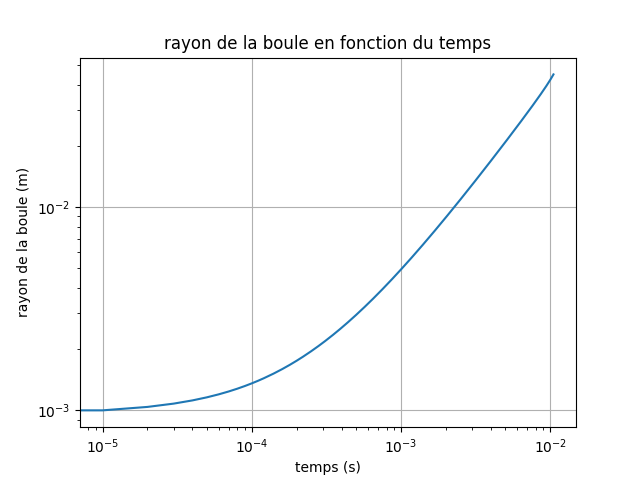 rayon de la boule en fonction du temps
rayon de la boule (m)
10⁻²
10⁻³
10⁻⁵ 10⁻⁴ 10⁻³ 10⁻²
temps (s)